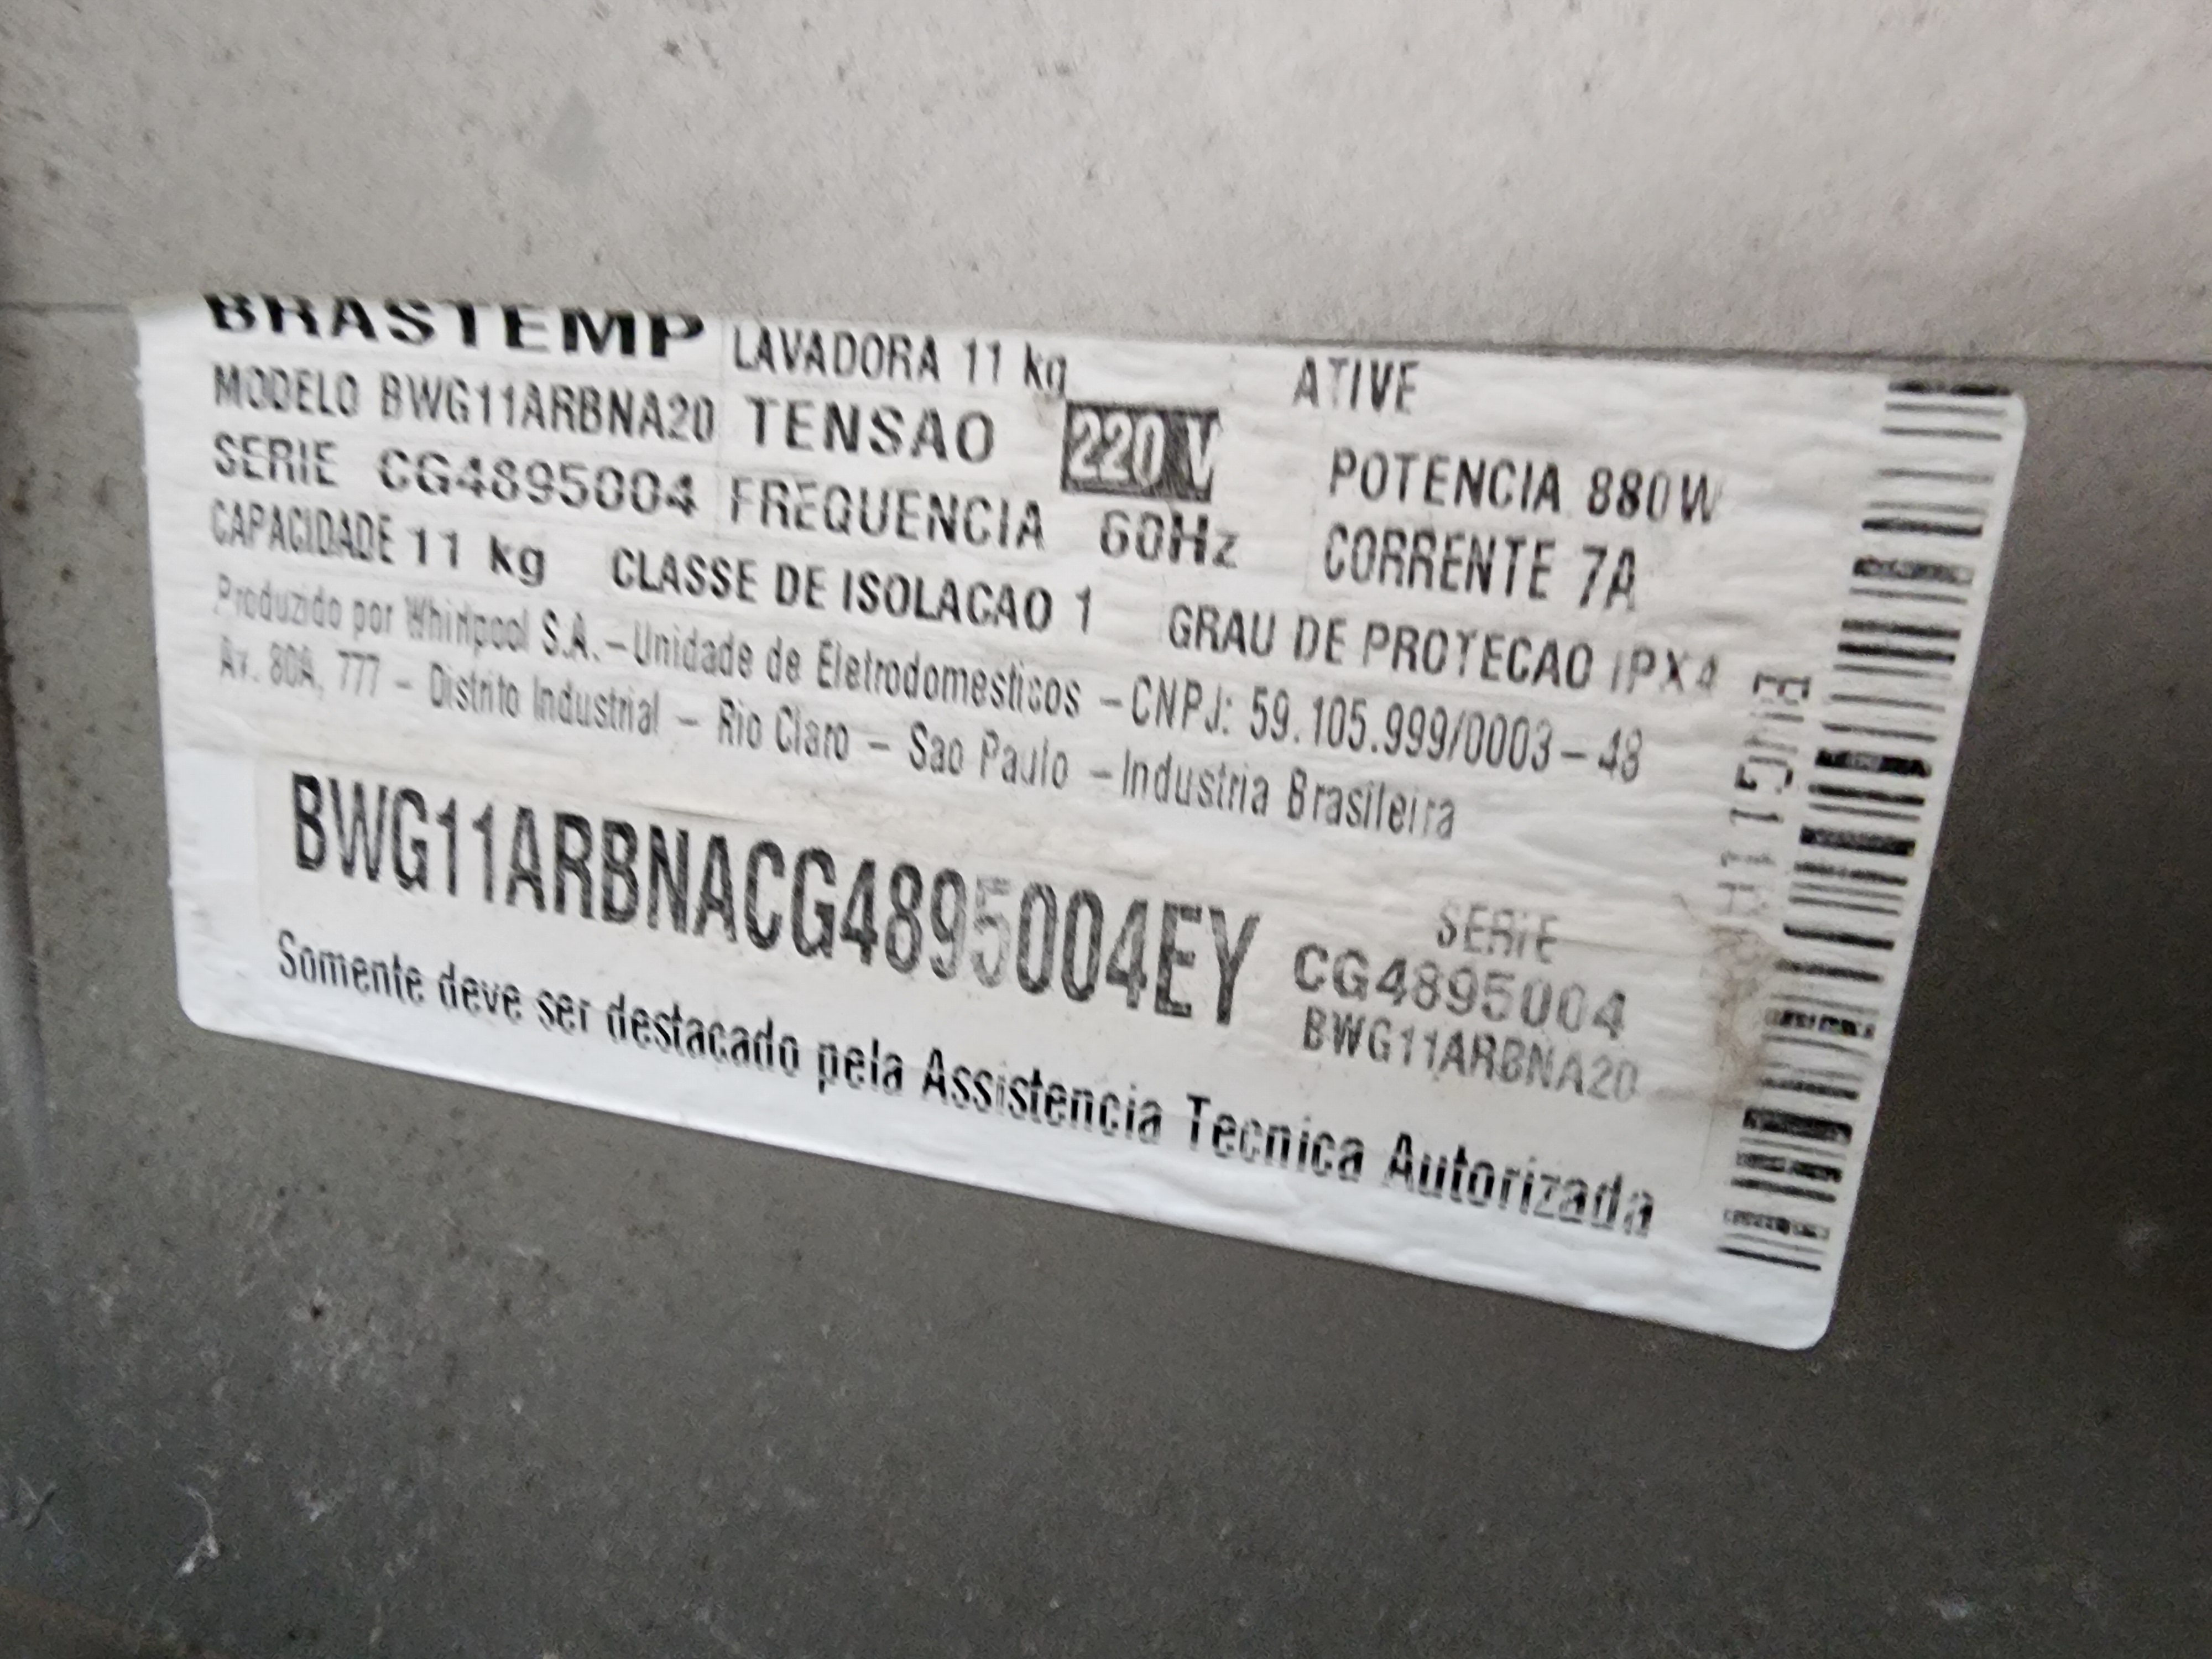 BRASTEMP LAVADORA 11 kg ATIVE
MODELO BWG11ARBNA20 TENSAO 220 V POTENCIA 880W
SERIE CG4895004 FREQUENCIA 60Hz CORRENTE 7A
CAPACIDADE 11 kg CLASSE DE ISOLACAO 1 GRAU DE PROTECAO IPX4
Produzido por Whirlpool S.A. - Unidade de Eletrodomesticos - CNPJ: 59.105.999/0003-48
Av. 80A, 777 - Distrito Industrial - Rio Claro - Sao Paulo - Industria Brasileira
BWG11ARBNACG4895004EY
SERIE
CG4895004
BWG11ARBNA20
Somente deve ser destacado pela Assistencia Tecnica Autorizada